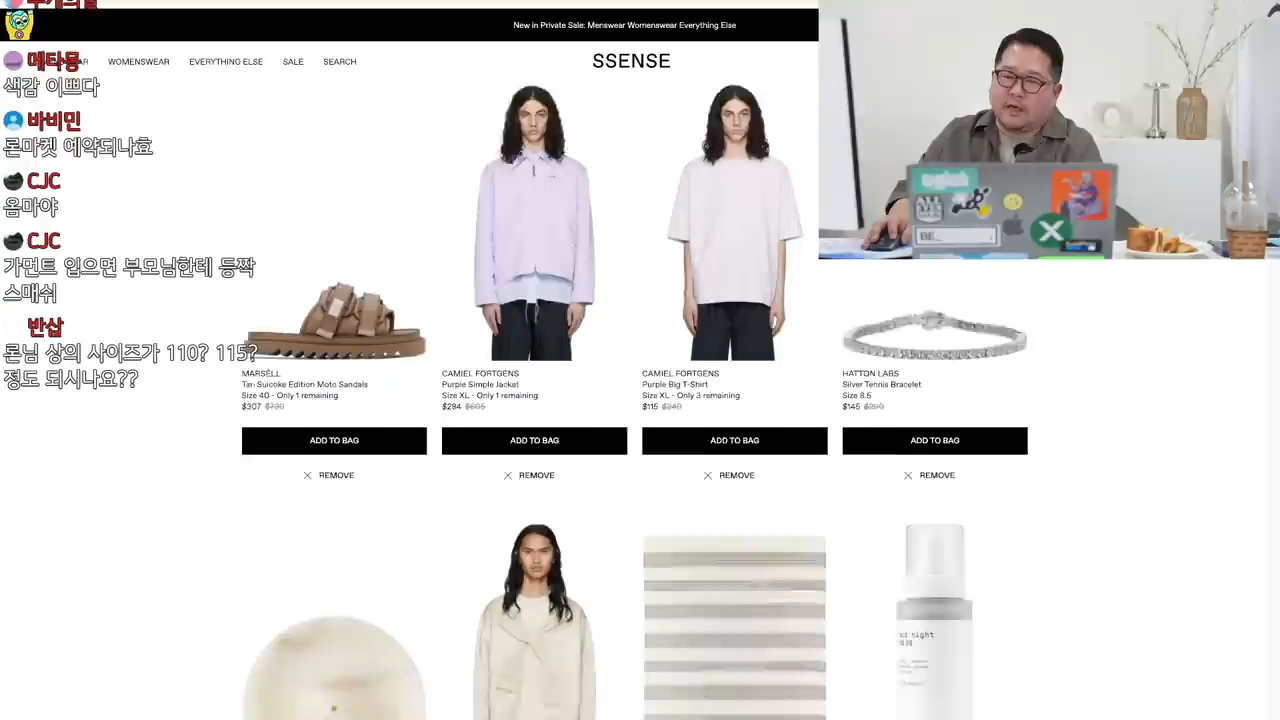 New in Private Sale: Menswear Womenswear Everything Else
WOMENSWEAR
EVERYTHING ELSE
SALE
SEARCH
SSENSE
메타몽
색감 이쁘다
바비민
론마켓 예약되나효
CJC
옴마야
CJC
가먼트 입으면 부모님한테 등짝
스매쉬
반삽
론님 상의 사이즈가 110? 115?
정도 되시나요??
MARSÈLL
Tan Suicoke Edition Moto Sandals
Size 40 - Only 1 remaining
$307 $730
ADD TO BAG
REMOVE
CAMIEL FORTGENS
Purple Simple Jacket
Size XL - Only 1 remaining
$284 $605
ADD TO BAG
REMOVE
CAMIEL FORTGENS
Purple Big T-Shirt
Size XL - Only 3 remaining
$115 $240
ADD TO BAG
REMOVE
HATTON LABS
Silver Tennis Bracelet
Size 8.5
$145 $290
ADD TO BAG
REMOVE
BE_
night